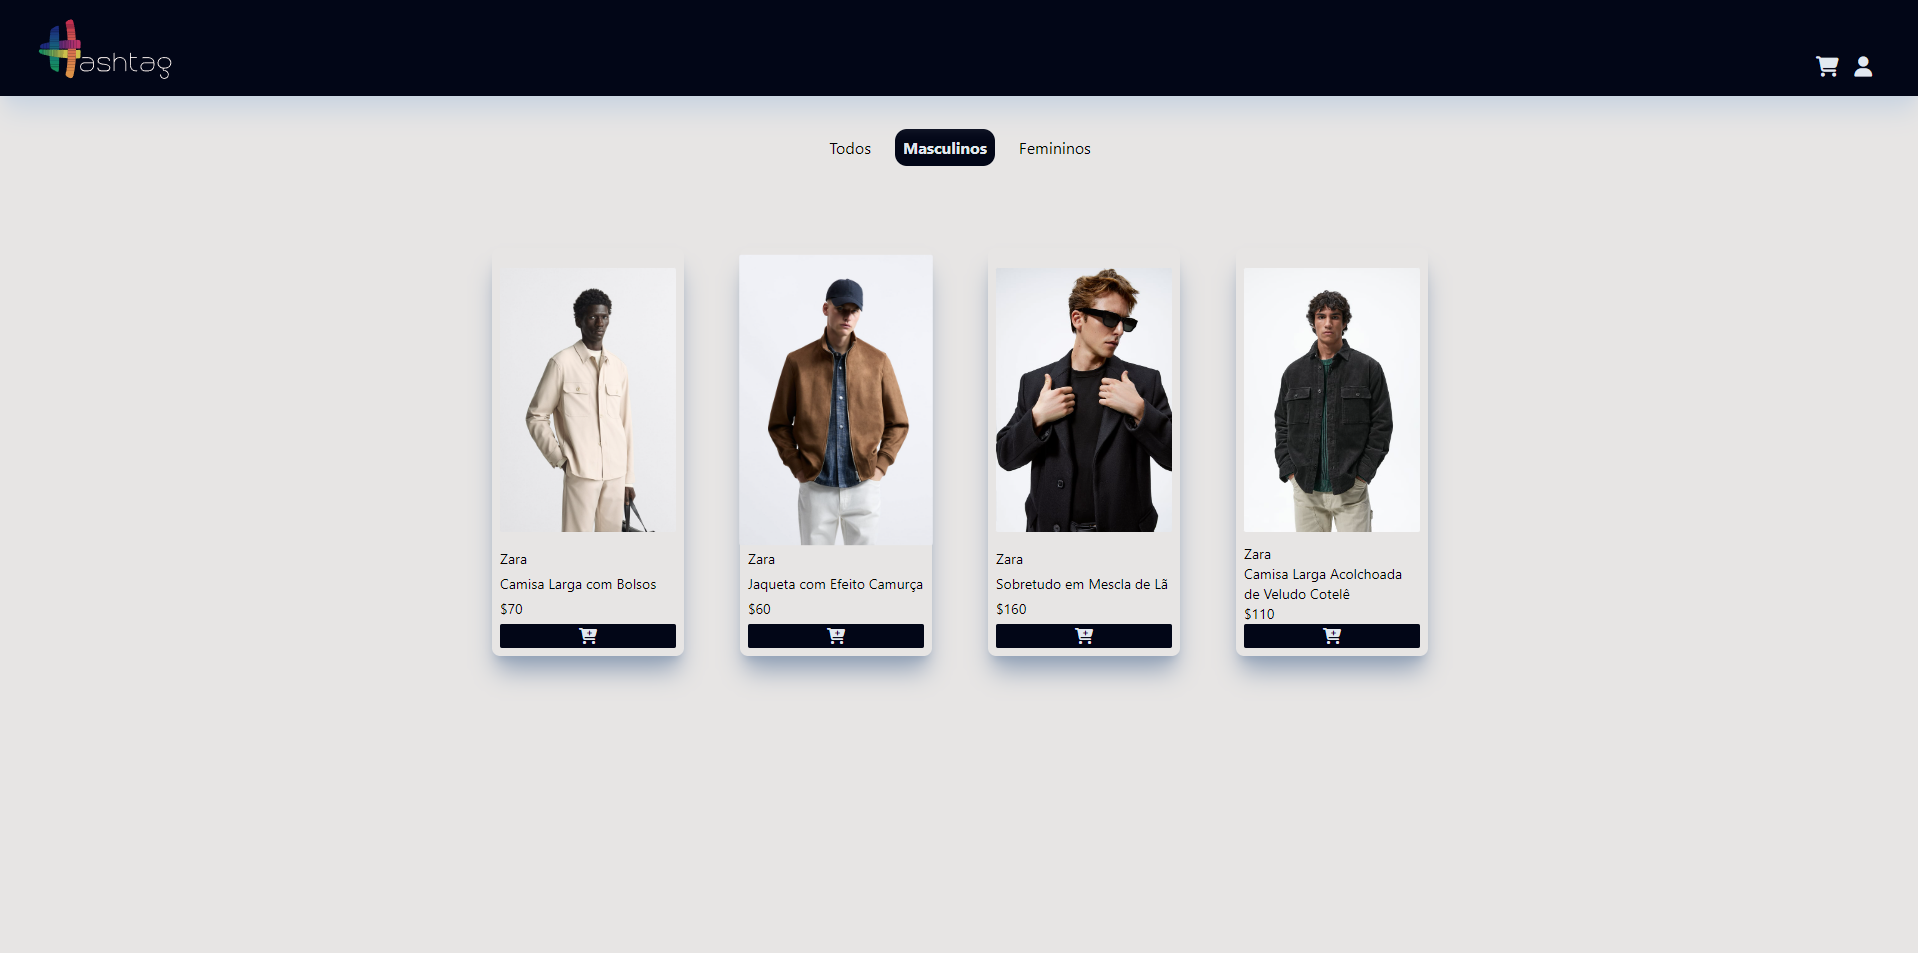 Hashtag
Todos
Masculinos
Femininos
Zara
Camisa Larga com Bolsos
$70
Zara
Jaqueta com Efeito Camurça
$60
Zara
Sobretudo em Mescla de Lã
$160
Zara
Camisa Larga Acolchoada
de Veludo Cotelê
$110